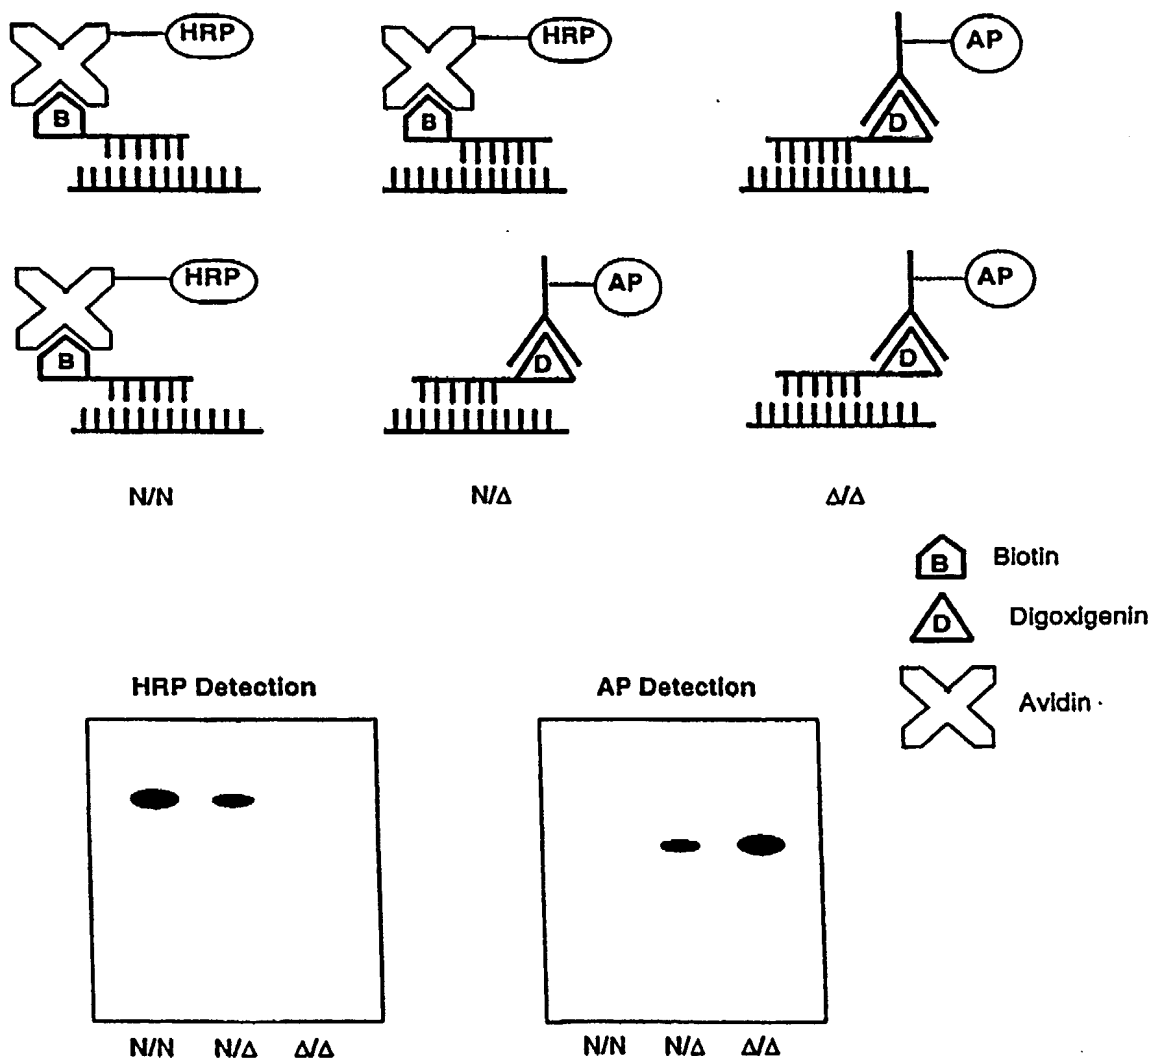 HRP HRP AP
B B D
HRP AP AP
B D D
N/N N/Δ Δ/Δ
B Biotin
D Digoxigenin
Avidin
HRP Detection AP Detection
N/N N/Δ Δ/Δ N/N N/Δ Δ/Δ